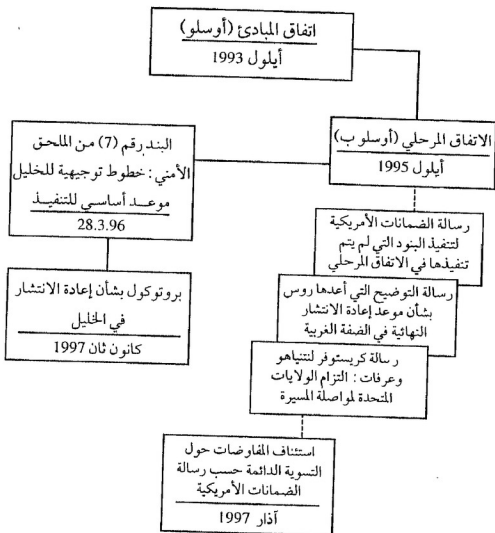 اتفاق المبادئ (أوسلو)
أيلول 1993
الاتفاق المرحلي (أوسلو ب)
أيلول 1995
البند رقم (7) من الملحق
الأمني: خطوط توجيهية للخليل
موعد أساسي للتنفيذ
28.3.96
رسالة الضمانات الأمريكية
لتنفيذ البنود التي لم يتم
تنفيذها في الاتفاق المرحلي
بروتوكول بشأن إعادة الانتشار
في الخليل
كانون ثان 1997
رسالة التوضيح التي أعدها روس
بشأن موعد إعادة الانتشار
النهائية في الضفة الغربية
رسالة كريستوفر لنتنياهو
وعرفات: التزام الولايات
المتحدة لمواصلة المسيرة
استئناف المفاوضات حول
التسوية الدائمة حسب رسالة
الضمانات الأمريكية
آذار 1997